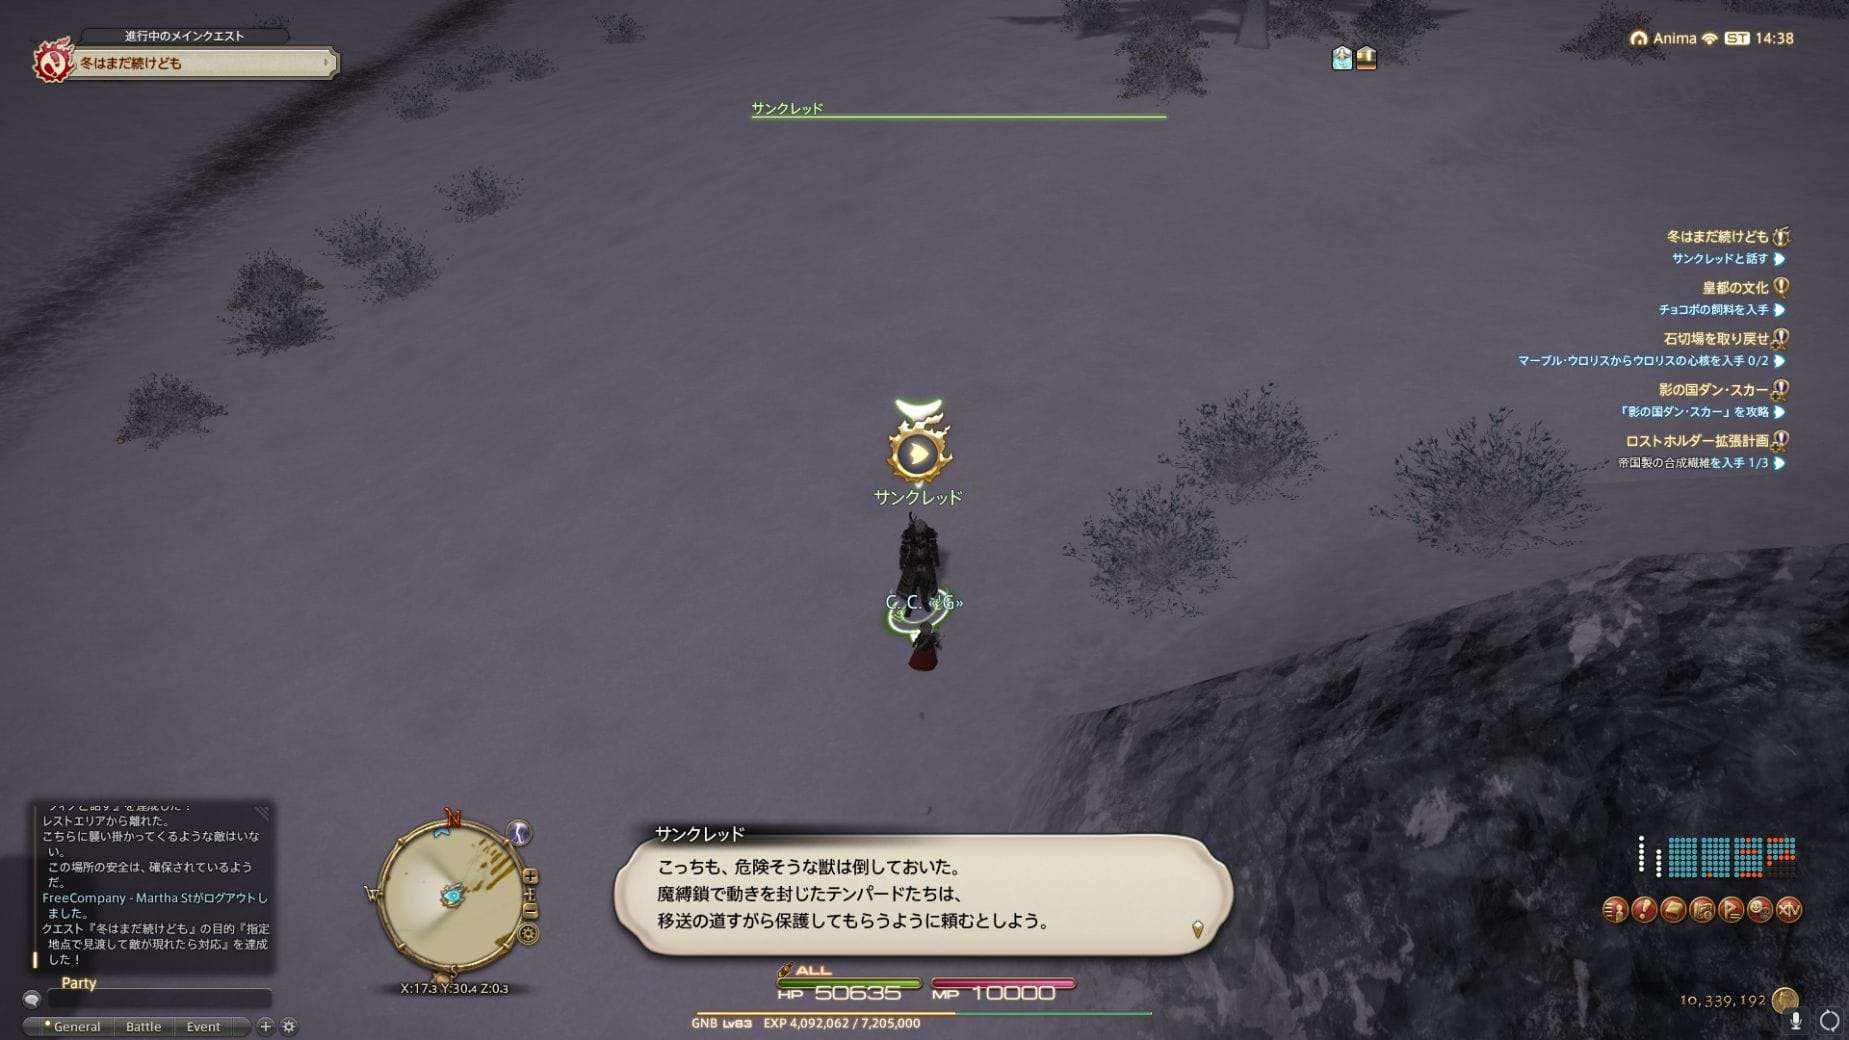 進行中のメインクエスト
冬はまだ続けども
Anima ST 14:38
サンクレッド
冬はまだ続けども
サンクレッドと話す
皇都の文化
チョコボの飼料を入手
石切場を取り戻せ
マーブル・ウロリスからウロリスの心核を入手 0/2
影の国ダン・スカー
「影の国ダン・スカー」を攻略
ロストホルダー拡張計画
帝国製の合成繊維を入手 1/3
サンクレッド
C. C. «G»
レストエリアから離れた。
こちらに襲い掛かってくるような敵はいな
い。
この場所の安全は、確保されているよう
だ。
FreeCompany - Martha Stがログアウトし
ました。
クエスト『冬はまだ続けども』の目的『指定
地点で見渡して敵が現れたら対応』を達成
した！
Party
General Battle Event
N
W
X:17.3 Y:30.4 Z:0.3
サンクレッド
こっちも、危険そうな獣は倒しておいた。
魔縛鎖で動きを封じたテンパードたちは、
移送の道すがら保護してもらうように頼むとしよう。
ALL
HP 50635 MP 10000
GNB Lv83 EXP 4,092,062 / 7,205,000
XIV
10,339,192